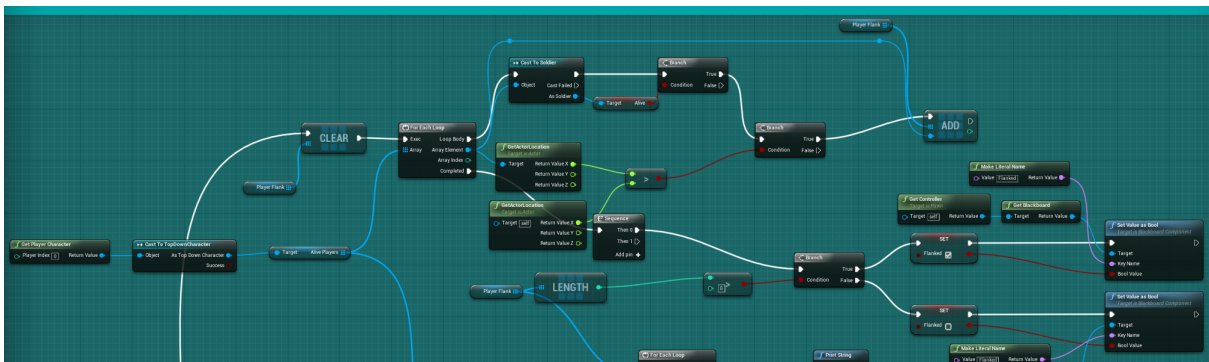 Player Flank
Cast To Soldier
Object
Cast Failed
As Soldier
Branch
True
Condition
False
Target
Alive
CLEAR
For Each Loop
Exec
Loop Body
Array
Array Element
Array Index
Completed
Branch
True
Condition
False
ADD
GetActorLocation
Target is Actor
Target
Return Value X
Return Value Y
Return Value Z
>
Player Flank
GetActorLocation
Target is Actor
Target self
Return Value X
Return Value Y
Return Value Z
Sequence
Then 0
Then 1
Add pin +
Make Literal Name
Value Flanked
Return Value
Get Controller
Target is Pawn
Target self
Return Value
Get Blackboard
Target
Return Value
Set Value as Bool
Target is Blackboard Component
Target
Key Name
Bool Value
Get Player Character
Player Index 0
Return Value
Cast To TopDownCharacter
Object
As Top Down Character
Success
Target
Alive Players
Branch
True
Condition
False
SET
Flanked
Player Flank
LENGTH
0 >
SET
Flanked
Set Value as Bool
Target is Blackboard Component
Target
Key Name
Bool Value
For Each Loop
Print String
Make Literal Name
Value Flanked
Return Value